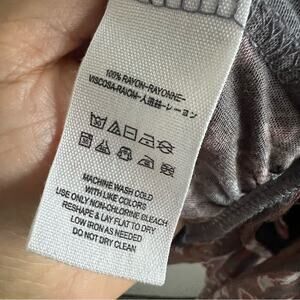 100% RAYON-RAYONNE-
VISCOSA-RAION-人造絲-レーヨン
MACHINE WASH COLD
WITH LIKE COLORS
USE ONLY NON-CHLORINE BLEACH
RESHAPE & LAY FLAT TO DRY
LOW IRON AS NEEDED
DO NOT DRY CLEAN